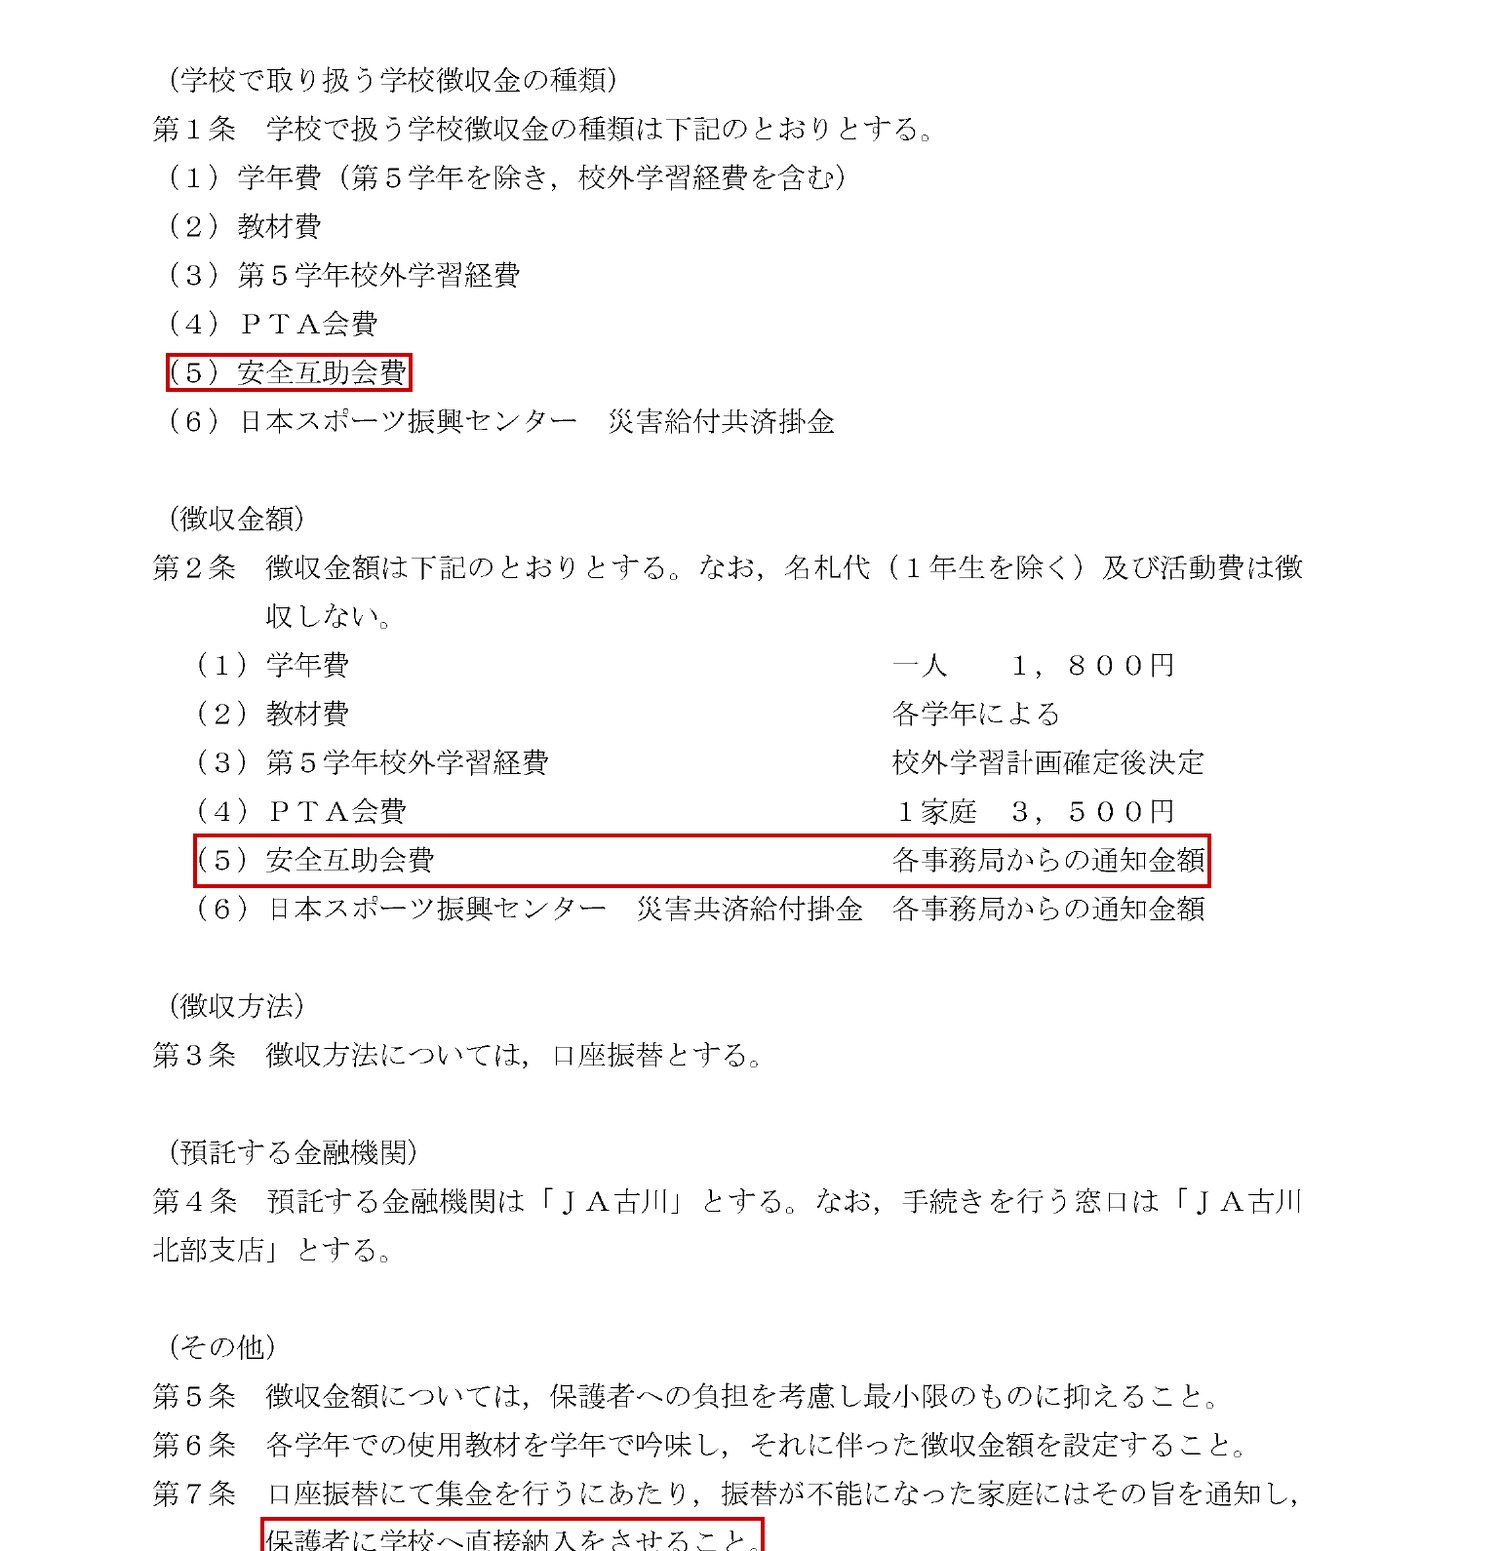 （学校で取り扱う学校徴収金の種類）
第１条　学校で扱う学校徴収金の種類は下記のとおりとする。
（１）学年費（第５学年を除き，校外学習経費を含む）
（２）教材費
（３）第５学年校外学習経費
（４）ＰＴＡ会費
（５）安全互助会費
（６）日本スポーツ振興センター　災害給付共済掛金
（徴収金額）
第２条　徴収金額は下記のとおりとする。なお，名札代（１年生を除く）及び活動費は徴
収しない。
（１）学年費　一人　１，８００円
（２）教材費　各学年による
（３）第５学年校外学習経費　校外学習計画確定後決定
（４）ＰＴＡ会費　１家庭　３，５００円
（５）安全互助会費　各事務局からの通知金額
（６）日本スポーツ振興センター　災害共済給付掛金　各事務局からの通知金額
（徴収方法）
第３条　徴収方法については，口座振替とする。
（預託する金融機関）
第４条　預託する金融機関は「ＪＡ古川」とする。なお，手続きを行う窓口は「ＪＡ古川
北部支店」とする。
（その他）
第５条　徴収金額については，保護者への負担を考慮し最小限のものに抑えること。
第６条　各学年での使用教材を学年で吟味し，それに伴った徴収金額を設定すること。
第７条　口座振替にて集金を行うにあたり，振替が不能になった家庭にはその旨を通知し，
保護者に学校へ直接納入をさせること。